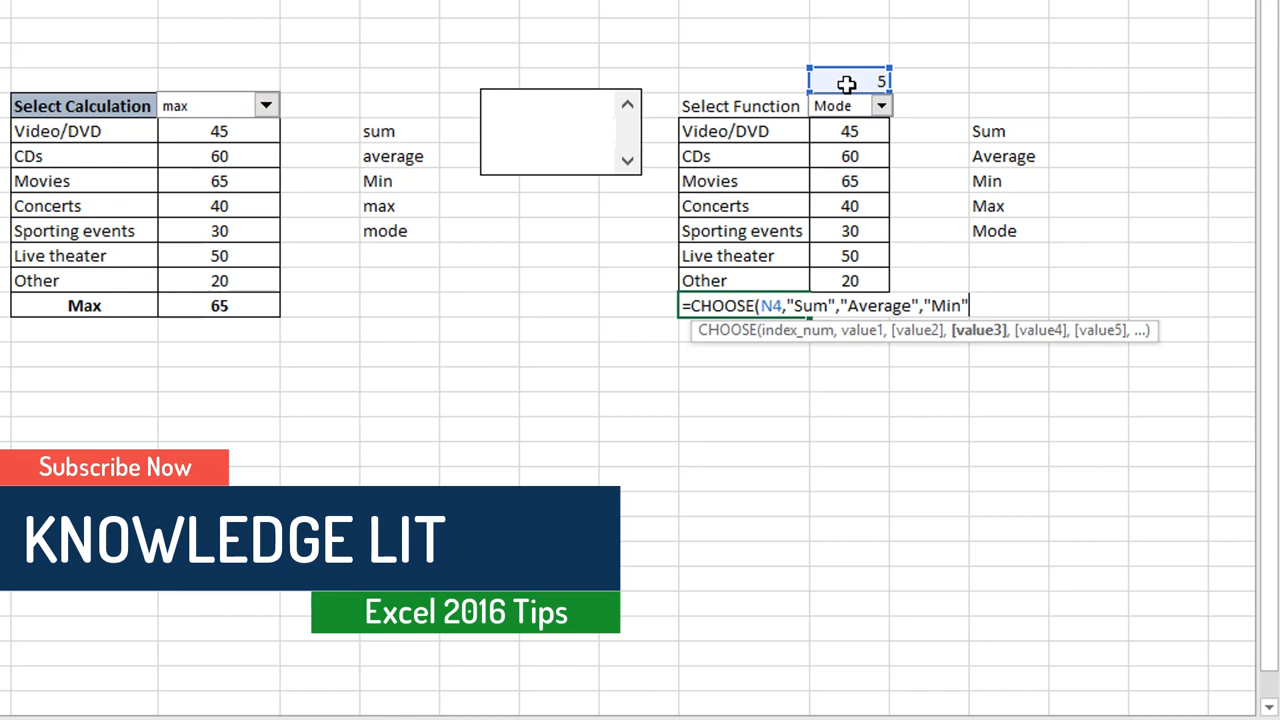 5
Select Calculation max
Select Function Mode
Video/DVD 45 sum
Video/DVD 45 Sum
CDs 60 average
CDs 60 Average
Movies 65 Min
Movies 65 Min
Concerts 40 max
Concerts 40 Max
Sporting events 30 mode
Sporting events 30 Mode
Live theater 50
Live theater 50
Other 20
Other 20
Max 65
=CHOOSE(N4,"Sum","Average","Min"
CHOOSE(index_num, value1, [value2], [value3], [value4], [value5], ...)
Subscribe Now
KNOWLEDGE LIT
Excel 2016 Tips